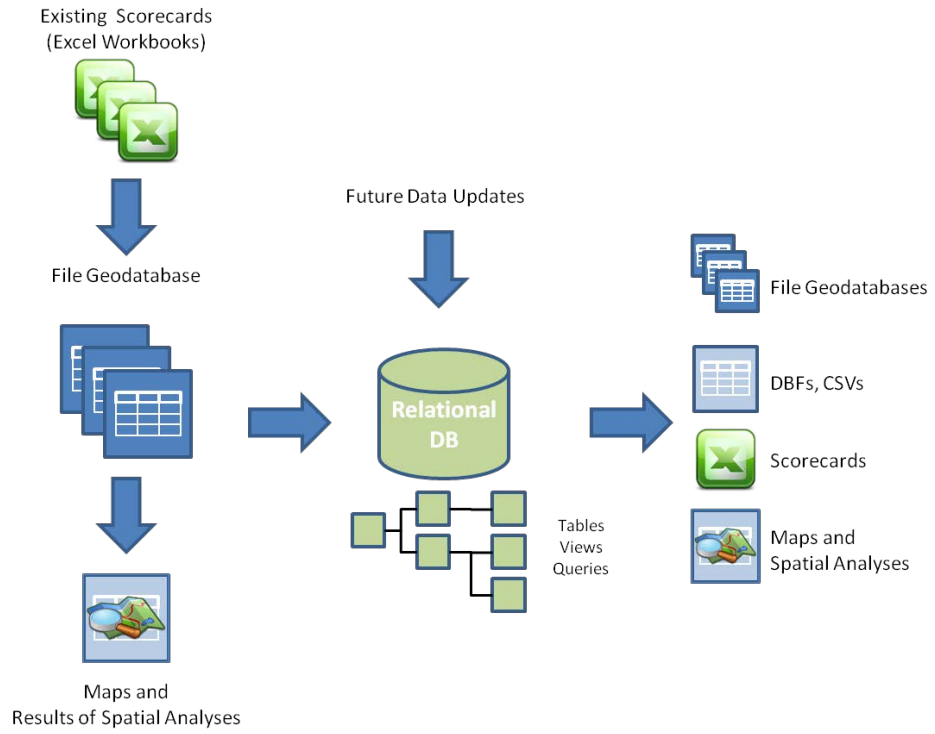 Existing Scorecards
(Excel Workbooks)
File Geodatabase
Maps and
Results of Spatial Analyses
Future Data Updates
Relational
DB
Tables
Views
Queries
File Geodatabases
DBFs, CSVs
Scorecards
Maps and
Spatial Analyses